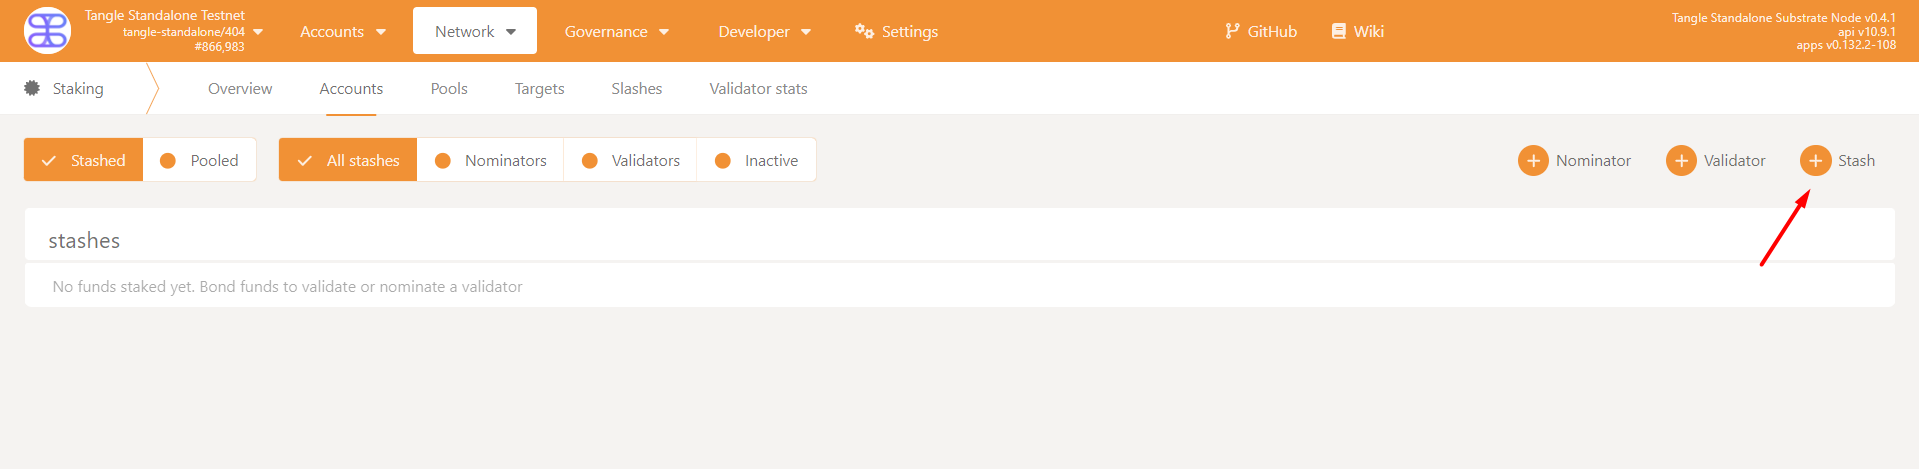 Tangle Standalone Testnet
tangle-standalone/404
#866,983
Accounts
Network
Governance
Developer
Settings
GitHub
Wiki
Tangle Standalone Substrate Node v0.4.1
api v10.9.1
apps v0.132.2-108
Staking
Overview
Accounts
Pools
Targets
Slashes
Validator stats
Stashed
Pooled
All stashes
Nominators
Validators
Inactive
Nominator
Validator
Stash
stashes
No funds staked yet. Bond funds to validate or nominate a validator